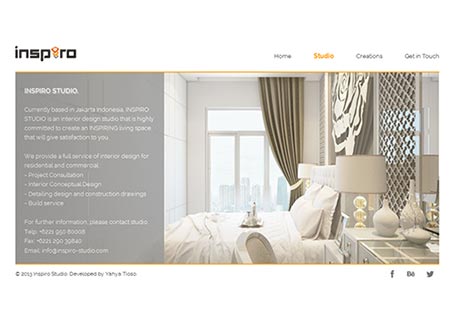 inspiro
Home Studio Creations Get in Touch
INSPIRO STUDIO.
Currently based in Jakarta Indonesia, INSPIRO
STUDIO is an interior design studio that is highly
committed to create an INSPIRING living space
that will give satisfaction to you.
We provide a full service of interior design for
residential and commercial.
- Project Consultation
- Interior Conceptual Design
- Detailing design and construction drawings
- Build service
For further information, please contact studio.
Telp: +6221 950 80008
Fax: +6221 290 39840
Email: info@inspiro-studio.com
© 2013 Inspiro Studio. Developed by Yahya Tioso.
f Bē